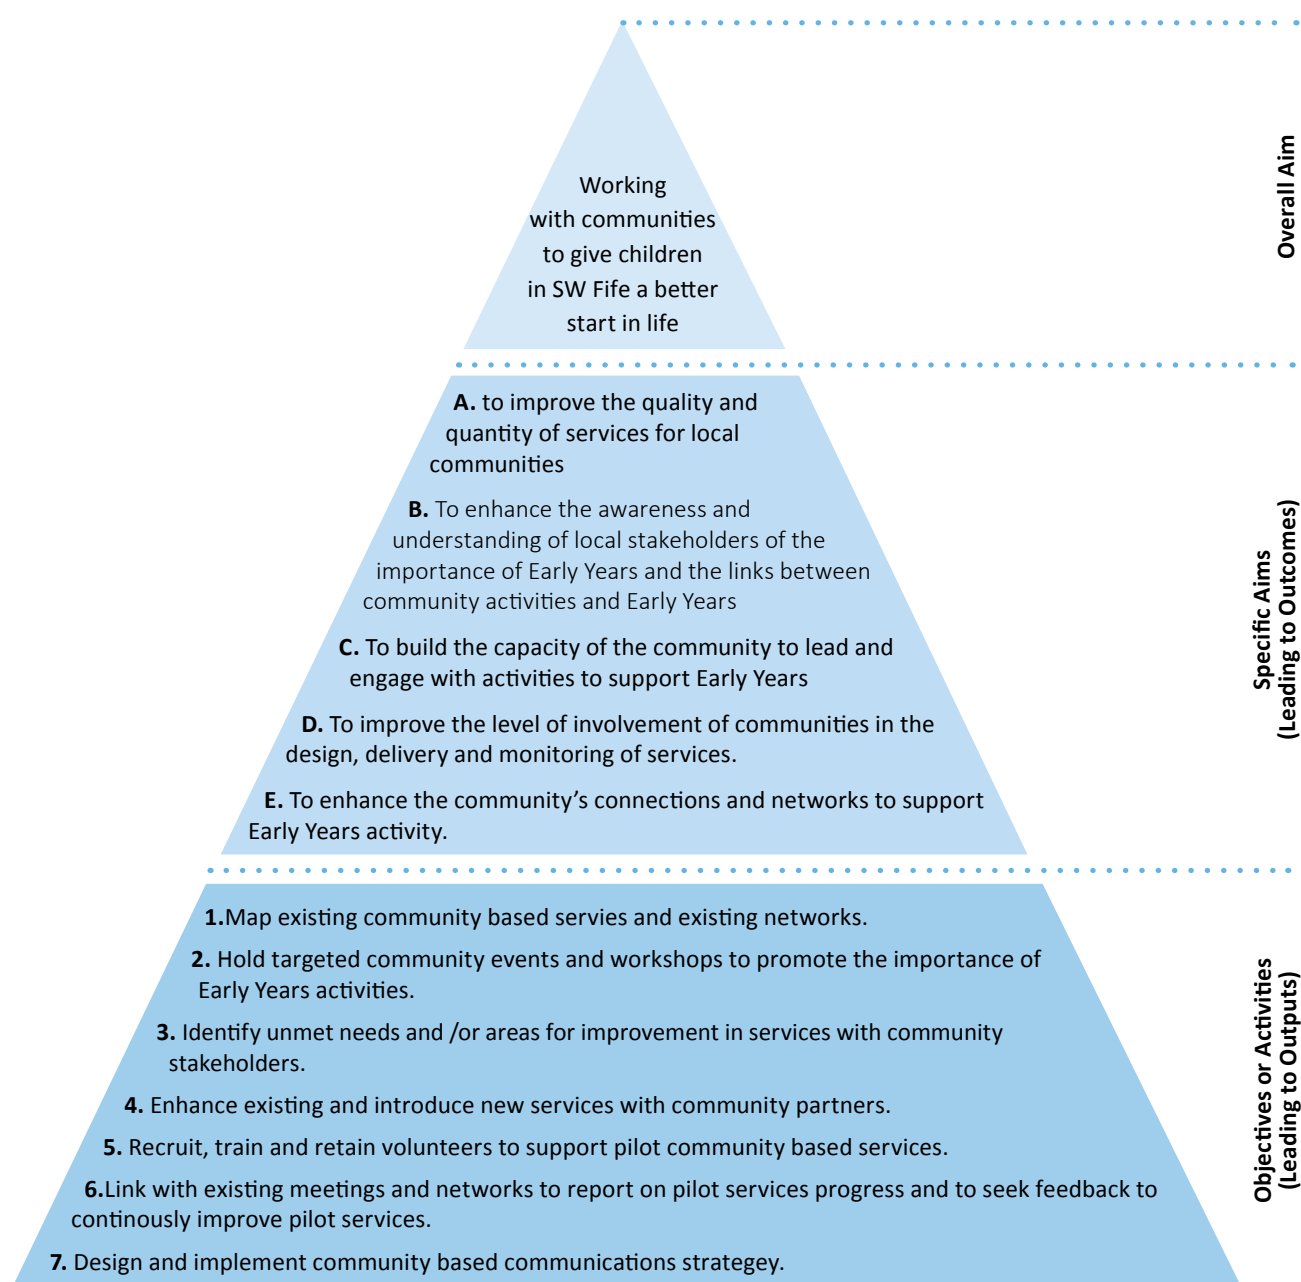 Working
with communities
to give children
in SW Fife a better
start in life
Overall Aim
A. to improve the quality and
quantity of services for local
communities
B. To enhance the awareness and
understanding of local stakeholders of the
importance of Early Years and the links between
community activities and Early Years
C. To build the capacity of the community to lead and
engage with activities to support Early Years
D. To improve the level of involvement of communities in the
design, delivery and monitoring of services.
E. To enhance the community’s connections and networks to support
Early Years activity.
Specific Aims
(Leading to Outcomes)
1.Map existing community based servies and existing networks.
2. Hold targeted community events and workshops to promote the importance of
Early Years activities.
3. Identify unmet needs and /or areas for improvement in services with community
stakeholders.
4. Enhance existing and introduce new services with community partners.
5. Recruit, train and retain volunteers to support pilot community based services.
6.Link with existing meetings and networks to report on pilot services progress and to seek feedback to
continously improve pilot services.
7. Design and implement community based communications strategey.
Objectives or Activities
(Leading to Outputs)